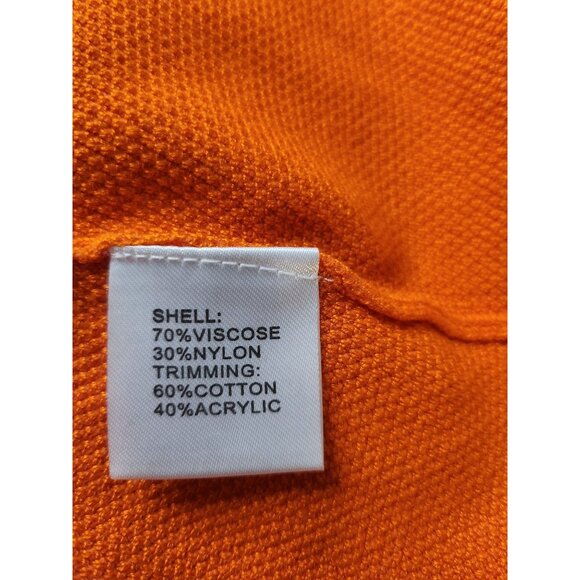 SHELL:
70%VISCOSE
30%NYLON
TRIMMING:
60%COTTON
40%ACRYLIC